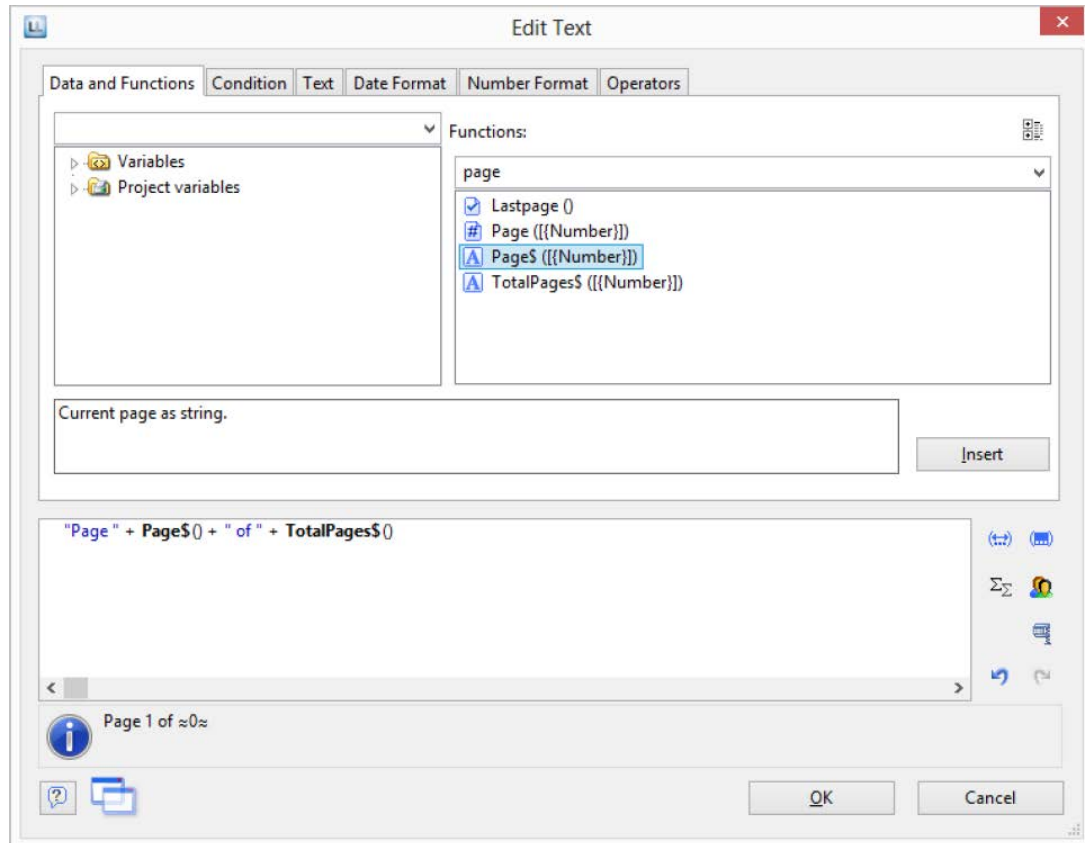 LL
Edit Text
Data and Functions Condition Text Date Format Number Format Operators
Functions:
Variables
Project variables
page
Lastpage ()
Page ([{Number}])
Page$ ([{Number}])
TotalPages$ ([{Number}])
Current page as string.
Insert
"Page " + Page$() + " of " + TotalPages$()
Page 1 of ≈0≈
OK Cancel